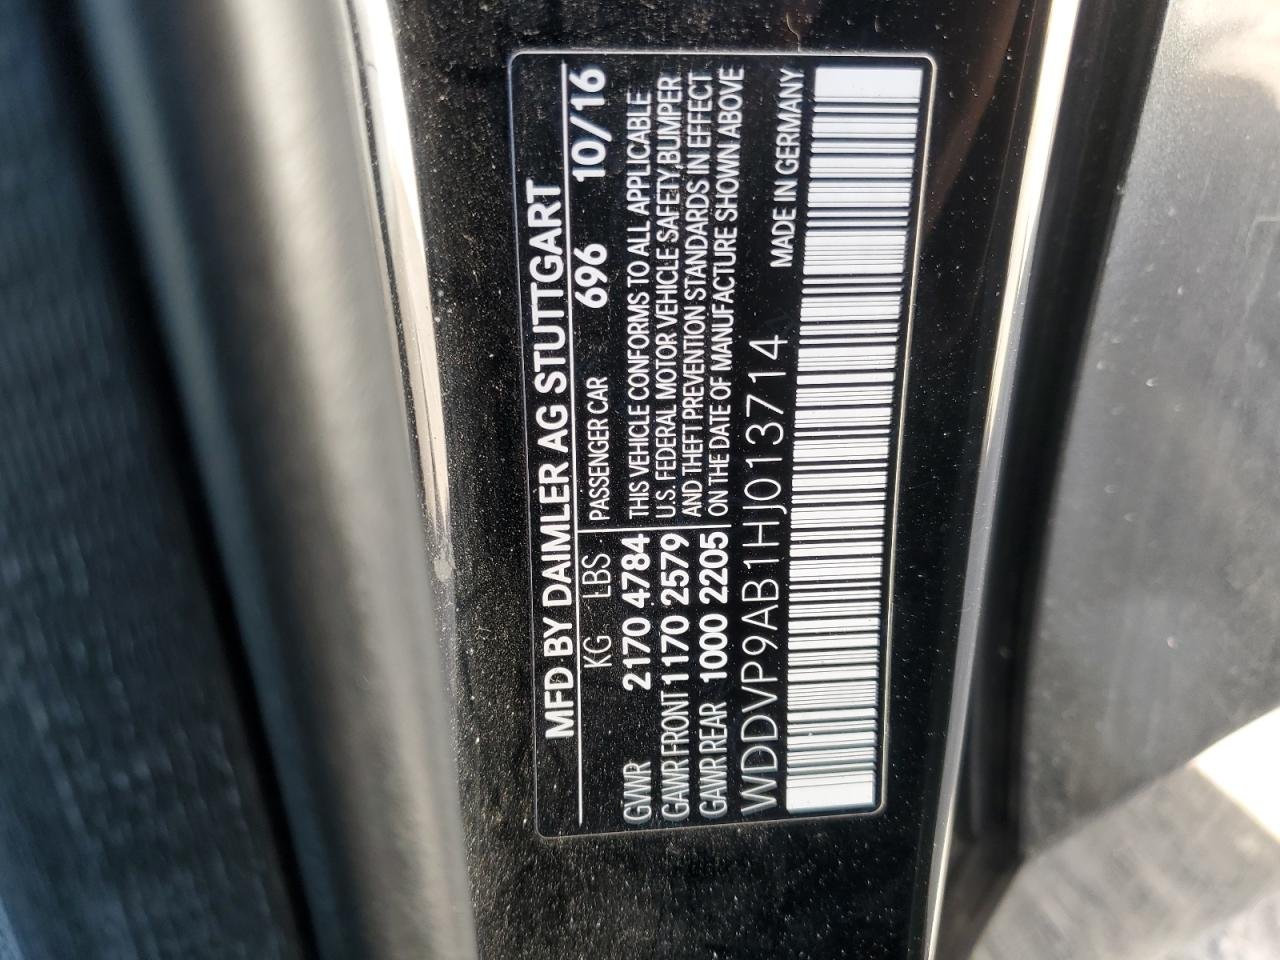 MFD BY DAIMLER AG STUTTGART
KG LBS PASSENGER CAR 696 10/16
GVWR 2170 4784 THIS VEHICLE CONFORMS TO ALL APPLICABLE
GAWR FRONT 1170 2579 U.S. FEDERAL MOTOR VEHICLE SAFETY, BUMPER
GAWR REAR 1000 2205 AND THEFT PREVENTION STANDARDS IN EFFECT
ON THE DATE OF MANUFACTURE SHOWN ABOVE
WDDVP9AB1HJ013714 MADE IN GERMANY